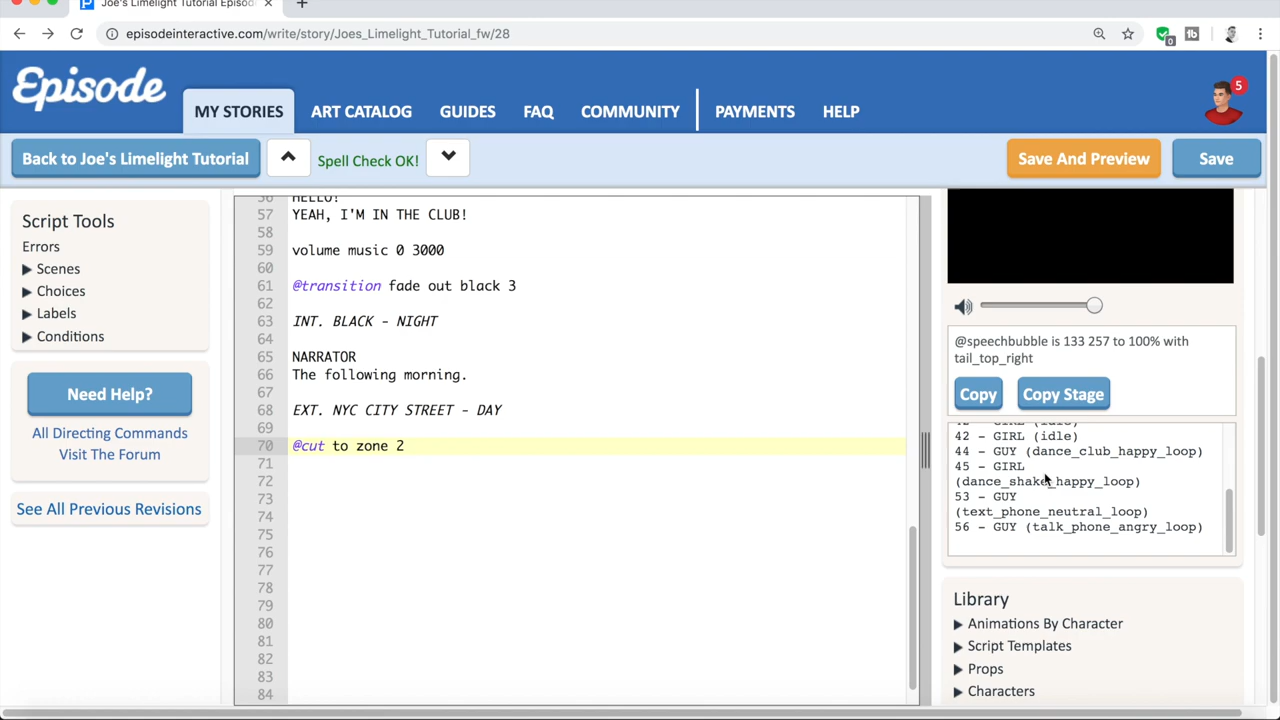 Joe's Limelight Tutorial Episod
episodeinteractive.com/write/story/Joes_Limelight_Tutorial_fw/28
0
Episode
MY STORIES
ART CATALOG
GUIDES
FAQ
COMMUNITY
PAYMENTS
HELP
5
Back to Joe's Limelight Tutorial
Spell Check OK!
Save And Preview
Save
Script Tools
Errors
Scenes
Choices
Labels
Conditions
Need Help?
All Directing Commands
Visit The Forum
See All Previous Revisions
56 HELLO!
57 YEAH, I'M IN THE CLUB!
58
59 volume music 0 3000
60
61 @transition fade out black 3
62
63 INT. BLACK - NIGHT
64
65 NARRATOR
66 The following morning.
67
68 EXT. NYC CITY STREET - DAY
69
70 @cut to zone 2
71
72
73
74
75
76
77
78
79
80
81
82
83
84
@speechbubble is 133 257 to 100% with
tail_top_right
Copy
Copy Stage
42 - GIRL (idle)
44 - GUY (dance_club_happy_loop)
45 - GIRL
(dance_shake_happy_loop)
53 - GUY
(text_phone_neutral_loop)
56 - GUY (talk_phone_angry_loop)
Library
Animations By Character
Script Templates
Props
Characters